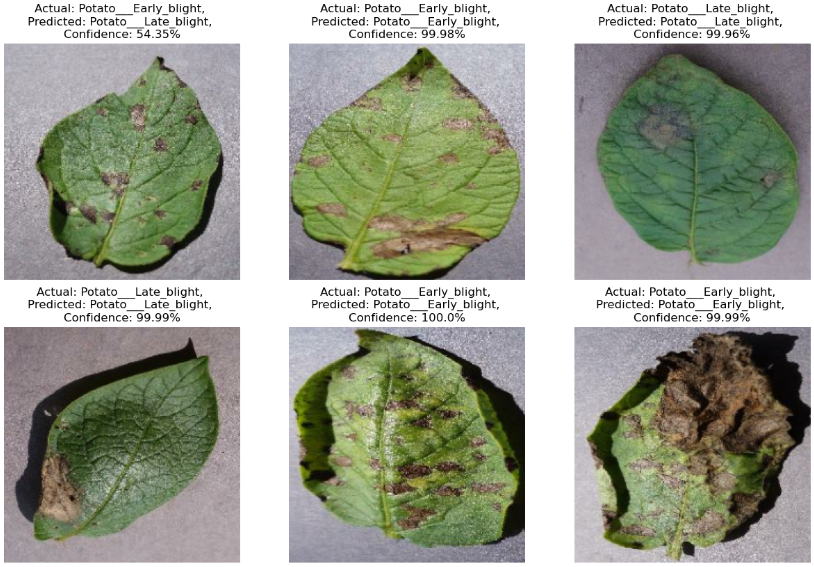 Actual: Potato___Early_blight,
Predicted: Potato___Late_blight,
Confidence: 54.35%
Actual: Potato___Early_blight,
Predicted: Potato___Early_blight,
Confidence: 99.98%
Actual: Potato___Late_blight,
Predicted: Potato___Late_blight,
Confidence: 99.96%
Actual: Potato___Late_blight,
Predicted: Potato___Late_blight,
Confidence: 99.99%
Actual: Potato___Early_blight,
Predicted: Potato___Early_blight,
Confidence: 100.0%
Actual: Potato___Early_blight,
Predicted: Potato___Early_blight,
Confidence: 99.99%